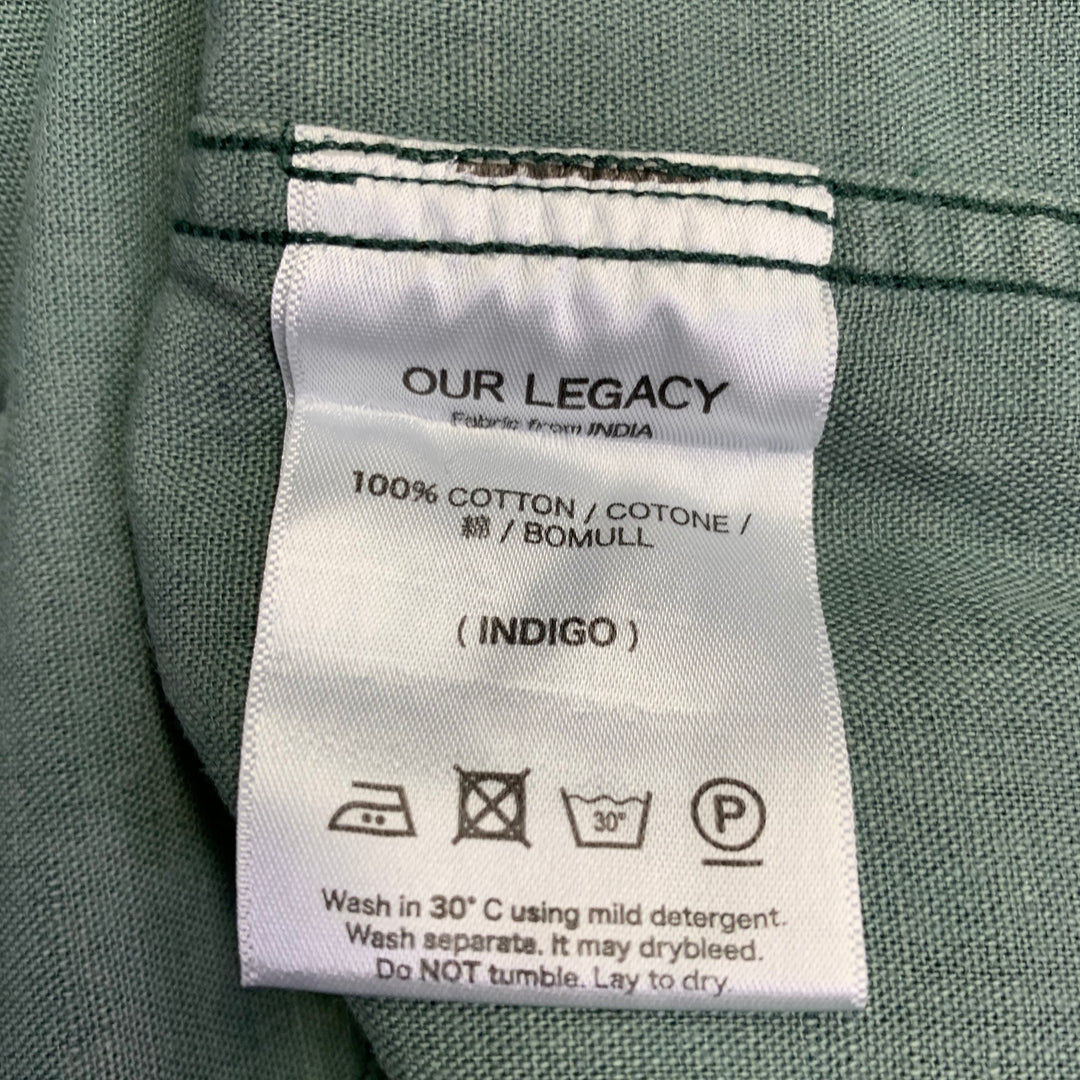 OUR LEGACY
Fabric from INDIA
100% COTTON / COTONE /
綿 / BOMULL
( INDIGO )
30°
P
Wash in 30° C using mild detergent.
Wash separate. It may drybleed.
Do NOT tumble. Lay to dry.